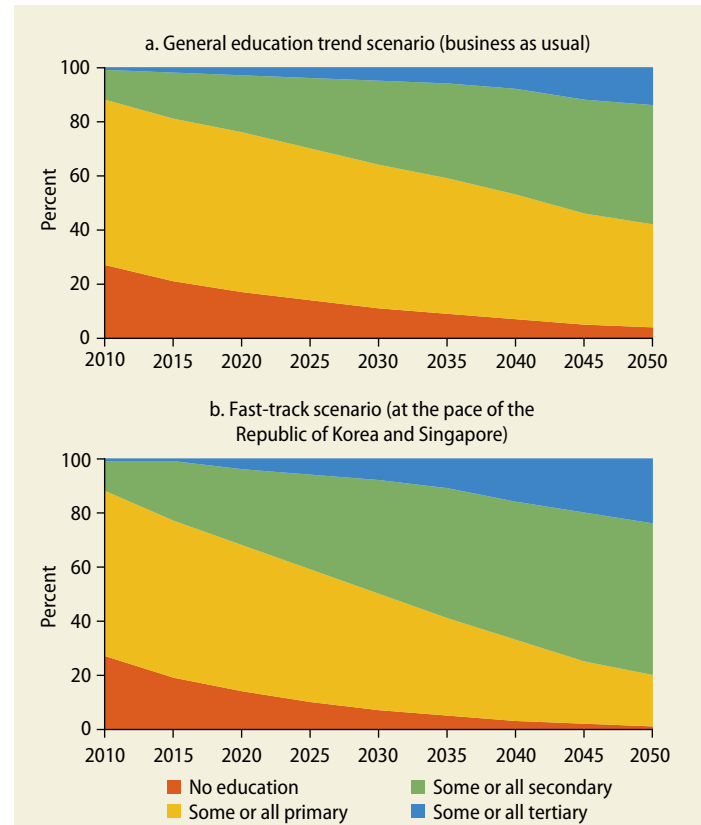 a. General education trend scenario (business as usual)
100
80
60
40
20
0
Percent
2010 2015 2020 2025 2030 2035 2040 2045 2050
b. Fast-track scenario (at the pace of the
Republic of Korea and Singapore)
100
80
60
40
20
0
Percent
2010 2015 2020 2025 2030 2035 2040 2045 2050
No education Some or all secondary
Some or all primary Some or all tertiary